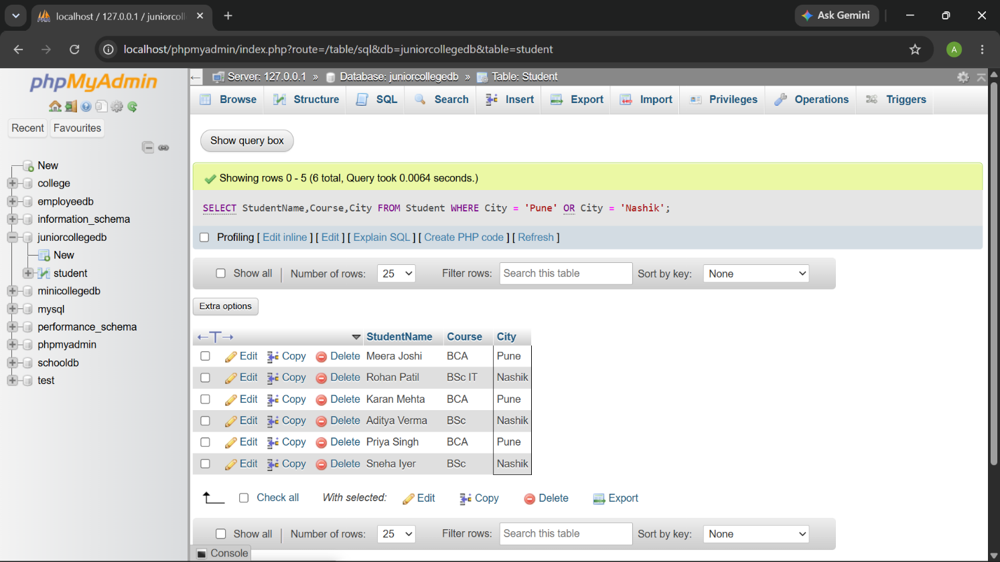 localhost / 127.0.0.1 / juniorcoll
Ask Gemini
localhost/phpmyadmin/index.php?route=/table/sql&db=juniorcollegedb&table=student
A
phpMyAdmin
Recent Favourites
New
college
employeedb
information_schema
juniorcollegedb
New
student
minicollegedb
mysql
performance_schema
phpmyadmin
schooldb
test
Server: 127.0.0.1 » Database: juniorcollegedb » Table: Student
Browse Structure SQL Search Insert Export Import Privileges Operations Triggers
Show query box
Showing rows 0 - 5 (6 total, Query took 0.0064 seconds.)
SELECT StudentName,Course,City FROM Student WHERE City = 'Pune' OR City = 'Nashik';
Profiling [ Edit inline ] [ Edit ] [ Explain SQL ] [ Create PHP code ] [ Refresh ]
Show all Number of rows: 25 Filter rows: Search this table Sort by key: None
Extra options
←T→ StudentName Course City
Edit Copy Delete Meera Joshi BCA Pune
Edit Copy Delete Rohan Patil BSc IT Nashik
Edit Copy Delete Karan Mehta BCA Pune
Edit Copy Delete Aditya Verma BSc Nashik
Edit Copy Delete Priya Singh BCA Pune
Edit Copy Delete Sneha Iyer BSc Nashik
Check all With selected: Edit Copy Delete Export
Show all Number of rows: 25 Filter rows: Search this table Sort by key: None
Console